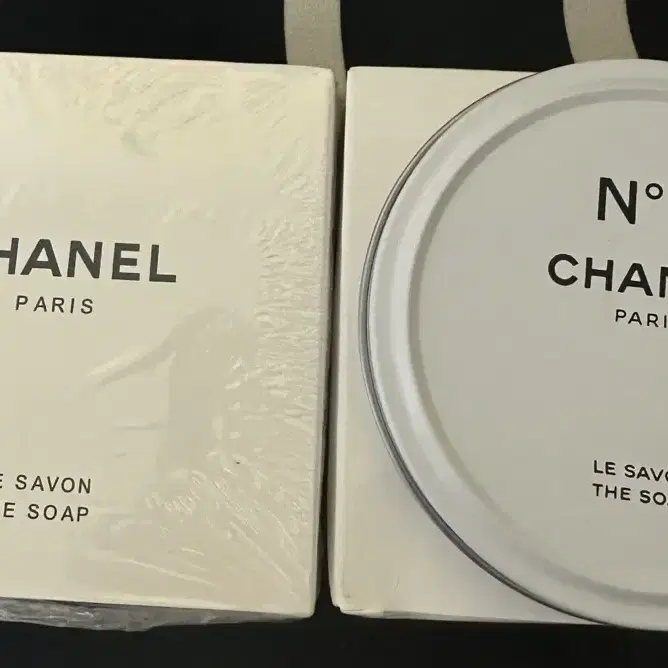 HANEL
PARIS
E SAVON
E SOAP
N°
CHAN
PARI
LE SAVO
THE SOA